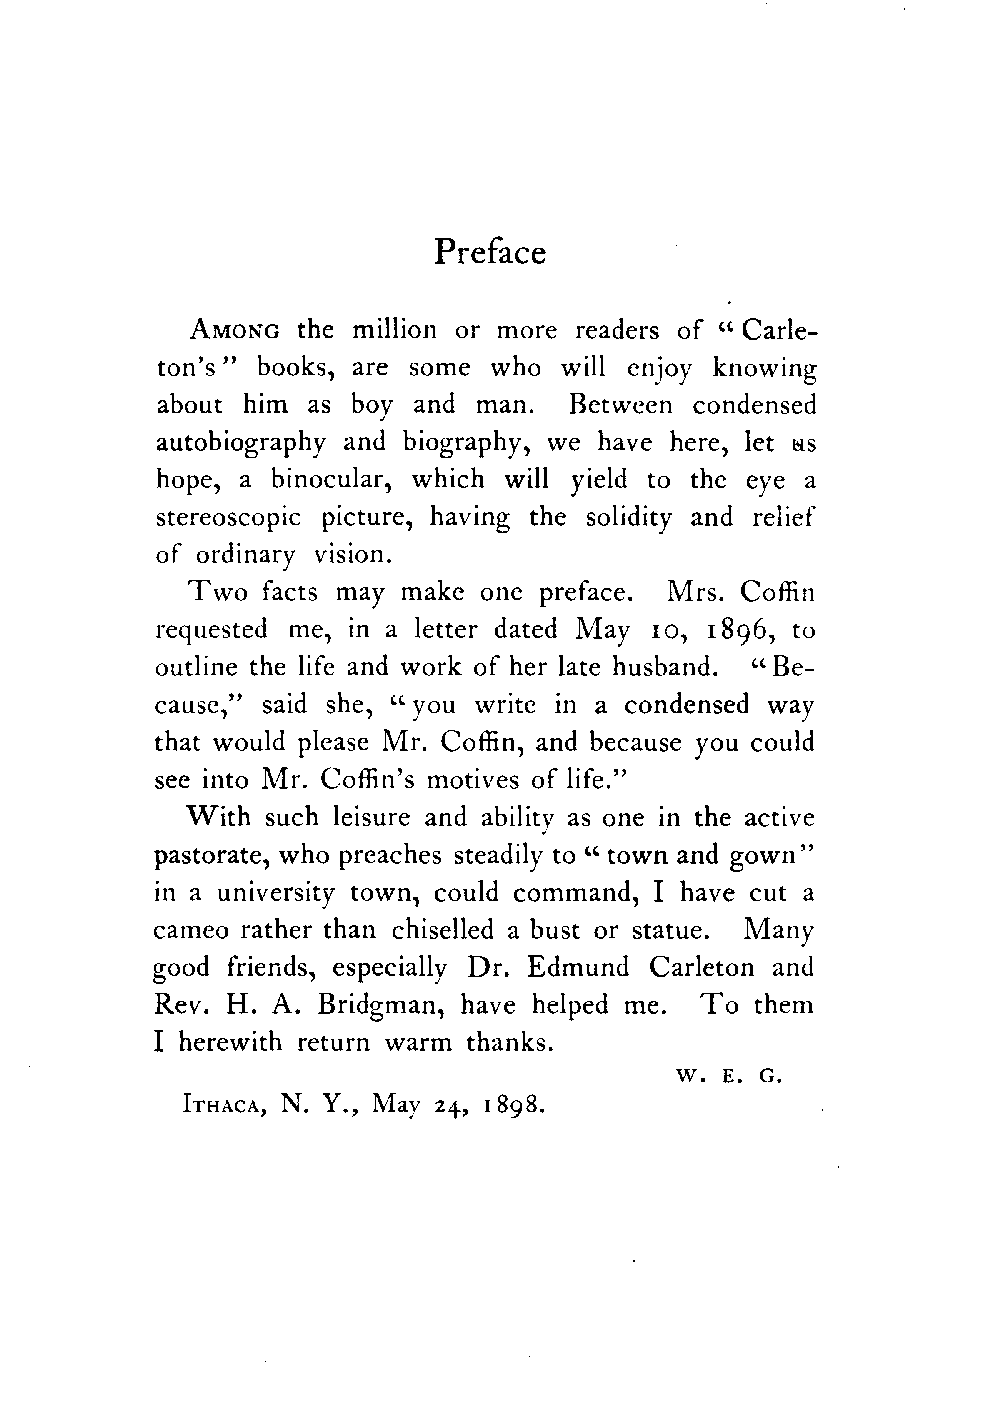 Preface
Among the million or more readers of “Carle-
ton's” books, are some who will enjoy knowing
about him as boy and man. Between condensed
autobiography and biography, we have here, let us
hope, a binocular, which will yield to the eye a
stereoscopic picture, having the solidity and relief
of ordinary vision.
Two facts may make one preface. Mrs. Coffin
requested me, in a letter dated May 10, 1896, to
outline the life and work of her late husband. “Be-
cause,” said she, “you write in a condensed way
that would please Mr. Coffin, and because you could
see into Mr. Coffin's motives of life.”
With such leisure and ability as one in the active
pastorate, who preaches steadily to “town and gown”
in a university town, could command, I have cut a
cameo rather than chiselled a bust or statue. Many
good friends, especially Dr. Edmund Carleton and
Rev. H. A. Bridgman, have helped me. To them
I herewith return warm thanks.
W. E. G.
Ithaca, N. Y., May 24, 1898.